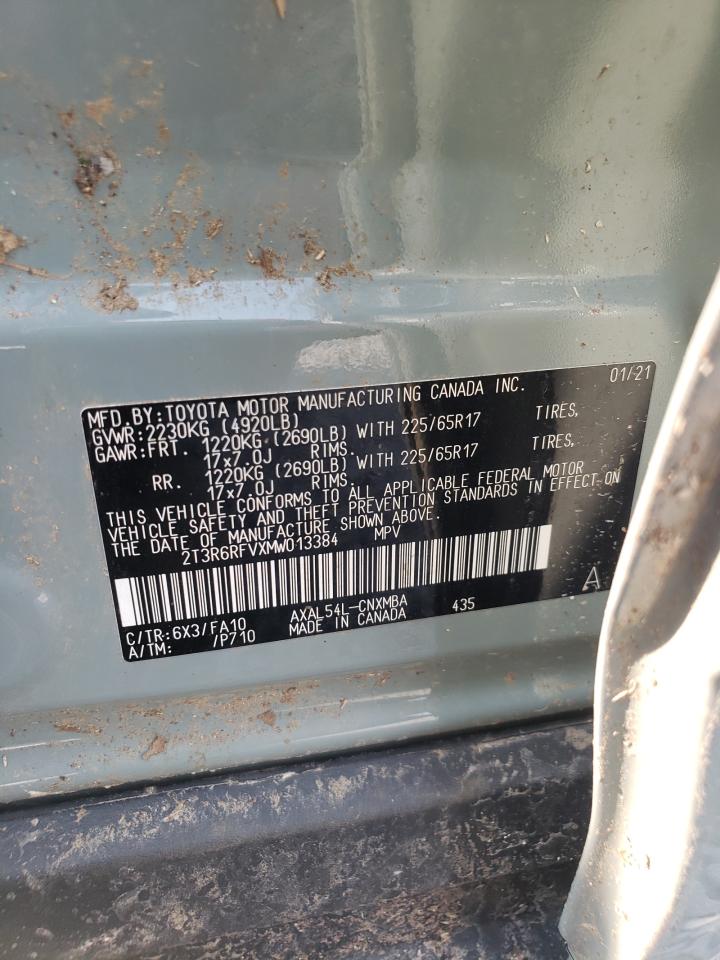 MFD.BY:TOYOTA MOTOR MANUFACTURING CANADA INC. 01/21
GVWR:2230KG (4920LB)
GAWR:FRT. 1220KG (2690LB) WITH 225/65R17 TIRES,
17x7.0J RIMS.
RR. 1220KG (2690LB) WITH 225/65R17 TIRES,
17x7.0J RIMS.
THIS VEHICLE CONFORMS TO ALL APPLICABLE FEDERAL MOTOR
VEHICLE SAFETY AND THEFT PREVENTION STANDARDS IN EFFECT ON
THE DATE OF MANUFACTURE SHOWN ABOVE.
2T3R6RFVXMW013384 MPV
A
C/TR:6X3/FA10 AXAL54L-CNXMBA 435
A/TM: /P710 MADE IN CANADA